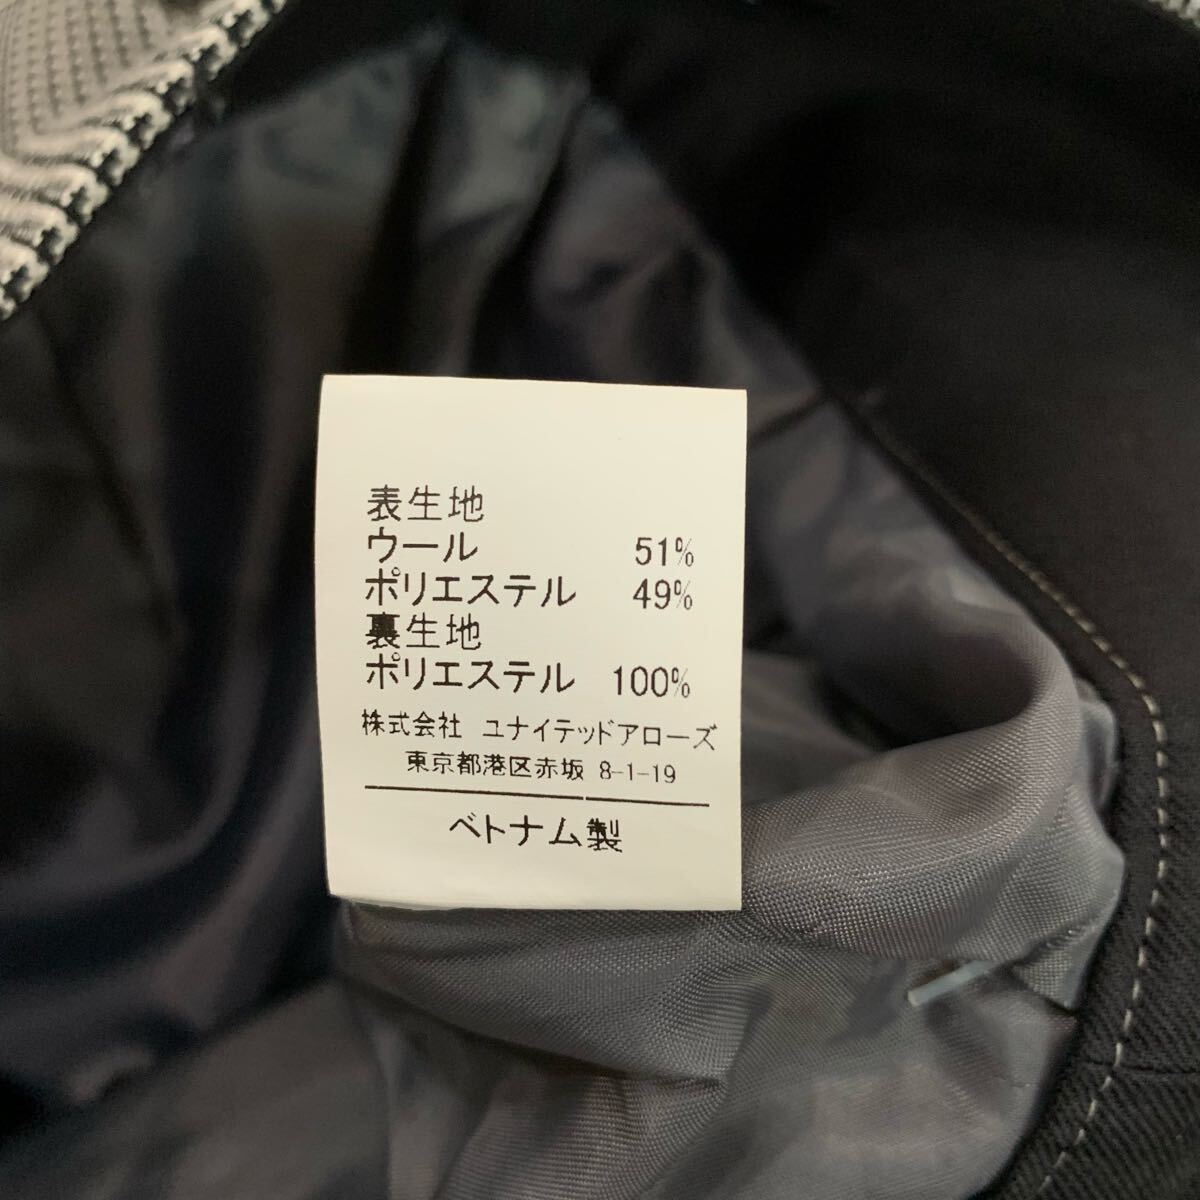 表生地
ウール 51%
ポリエステル 49%
裏生地
ポリエステル 100%
株式会社 ユナイテッドアローズ
東京都港区赤坂 8-1-19
ベトナム製